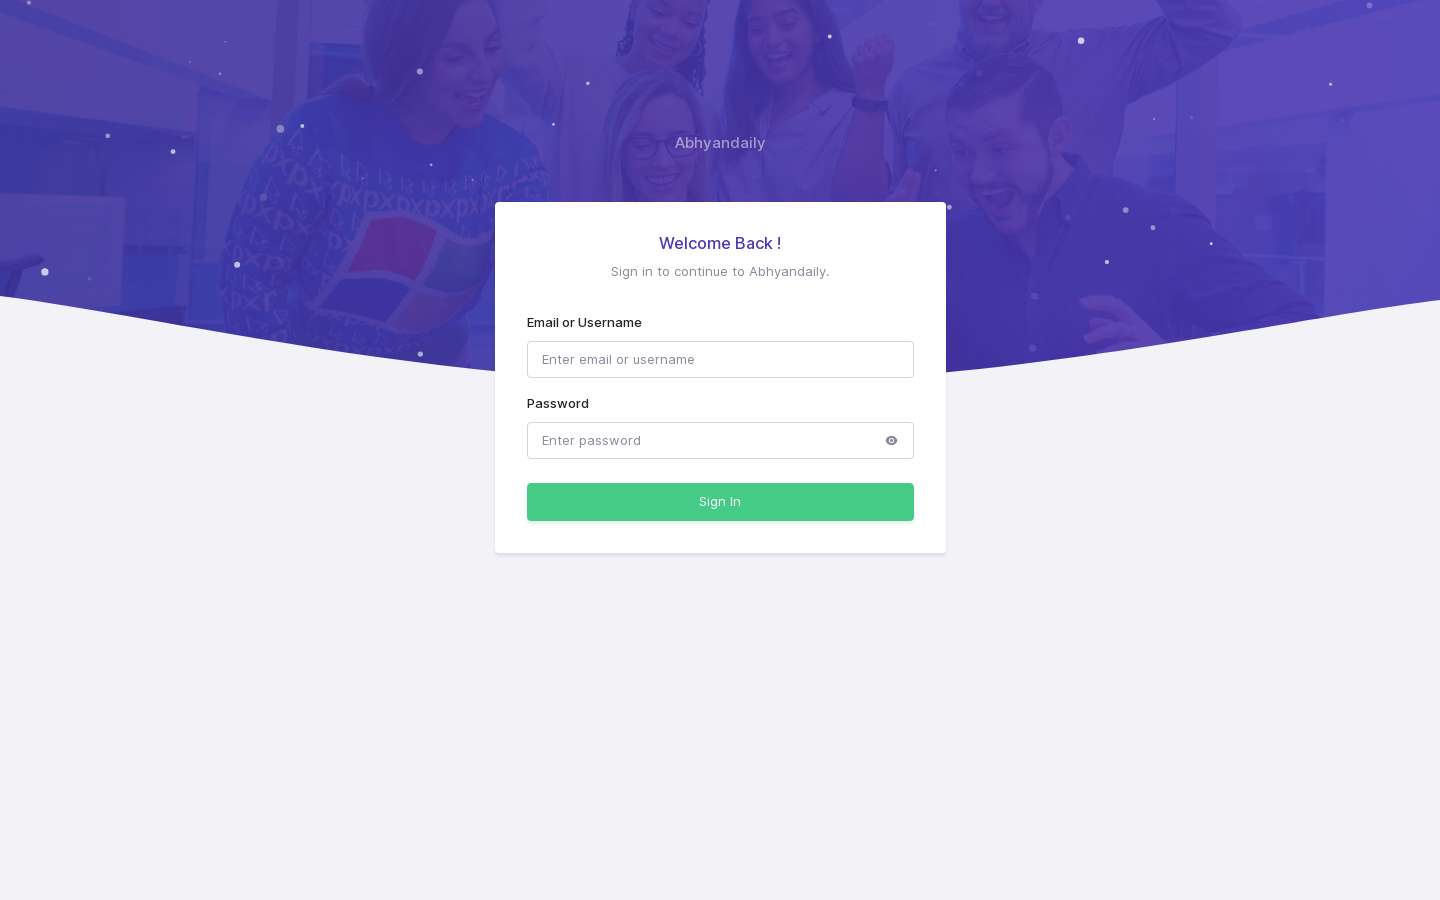 Abhyandaily
Welcome Back !
Sign in to continue to Abhyandaily.
Email or Username
Enter email or username
Password
Enter password
Sign In